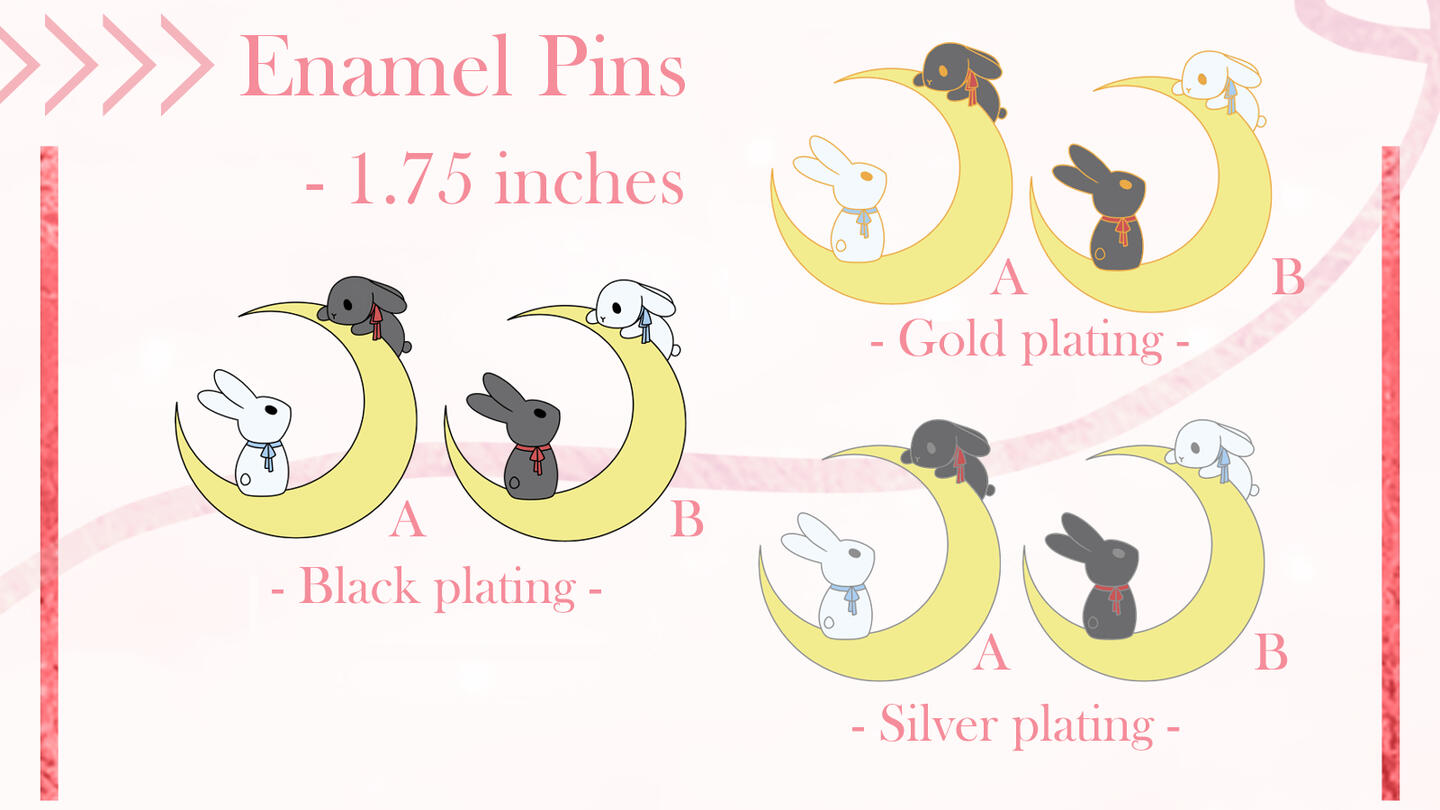 Enamel Pins
- 1.75 inches
A
B
- Black plating -
A
B
- Gold plating -
A
B
- Silver plating -